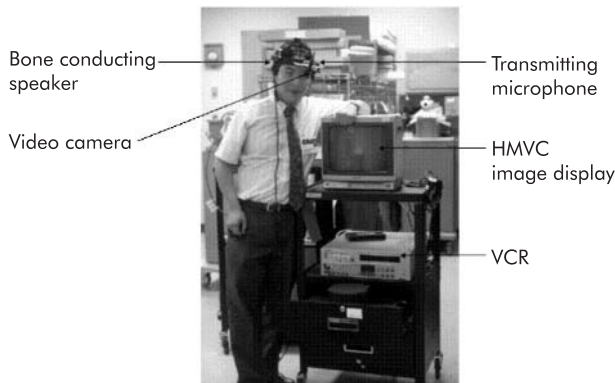 Bone conducting
speaker
Video camera
Transmitting
microphone
HMVC
image display
VCR